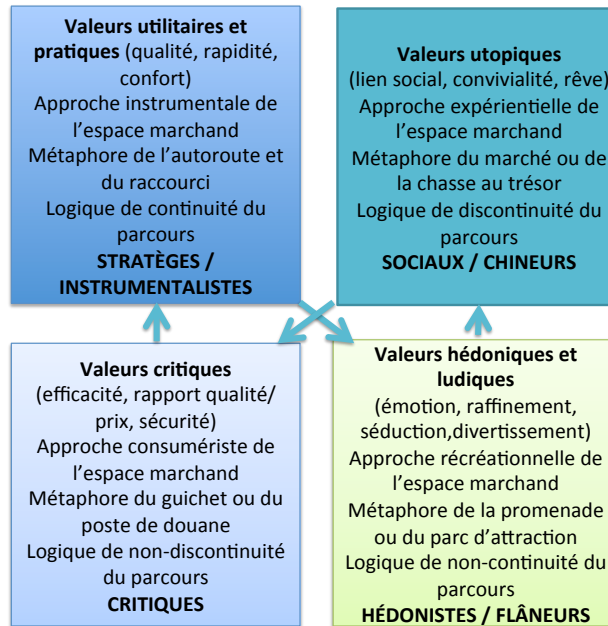 Valeurs utilitaires et
pratiques (qualité, rapidité,
confort)
Approche instrumentale de
l'espace marchand
Métaphore de l'autoroute et
du raccourci
Logique de continuité du
parcours
STRATÈGES /
INSTRUMENTALISTES
Valeurs utopiques
(lien social, convivialité, rêve)
Approche expérientielle de
l'espace marchand
Métaphore du marché ou de
la chasse au trésor
Logique de discontinuité du
parcours
SOCIAUX / CHINEURS
Valeurs critiques
(efficacité, rapport qualité/
prix, sécurité)
Approche consumériste de
l'espace marchand
Métaphore du guichet ou du
poste de douane
Logique de non-discontinuité
du parcours
CRITIQUES
Valeurs hédoniques et
ludiques
(émotion, raffinement,
séduction,divertissement)
Approche récréationnelle de
l'espace marchand
Métaphore de la promenade
ou du parc d'attraction
Logique de non-continuité du
parcours
HÉDONISTES / FLÂNEURS